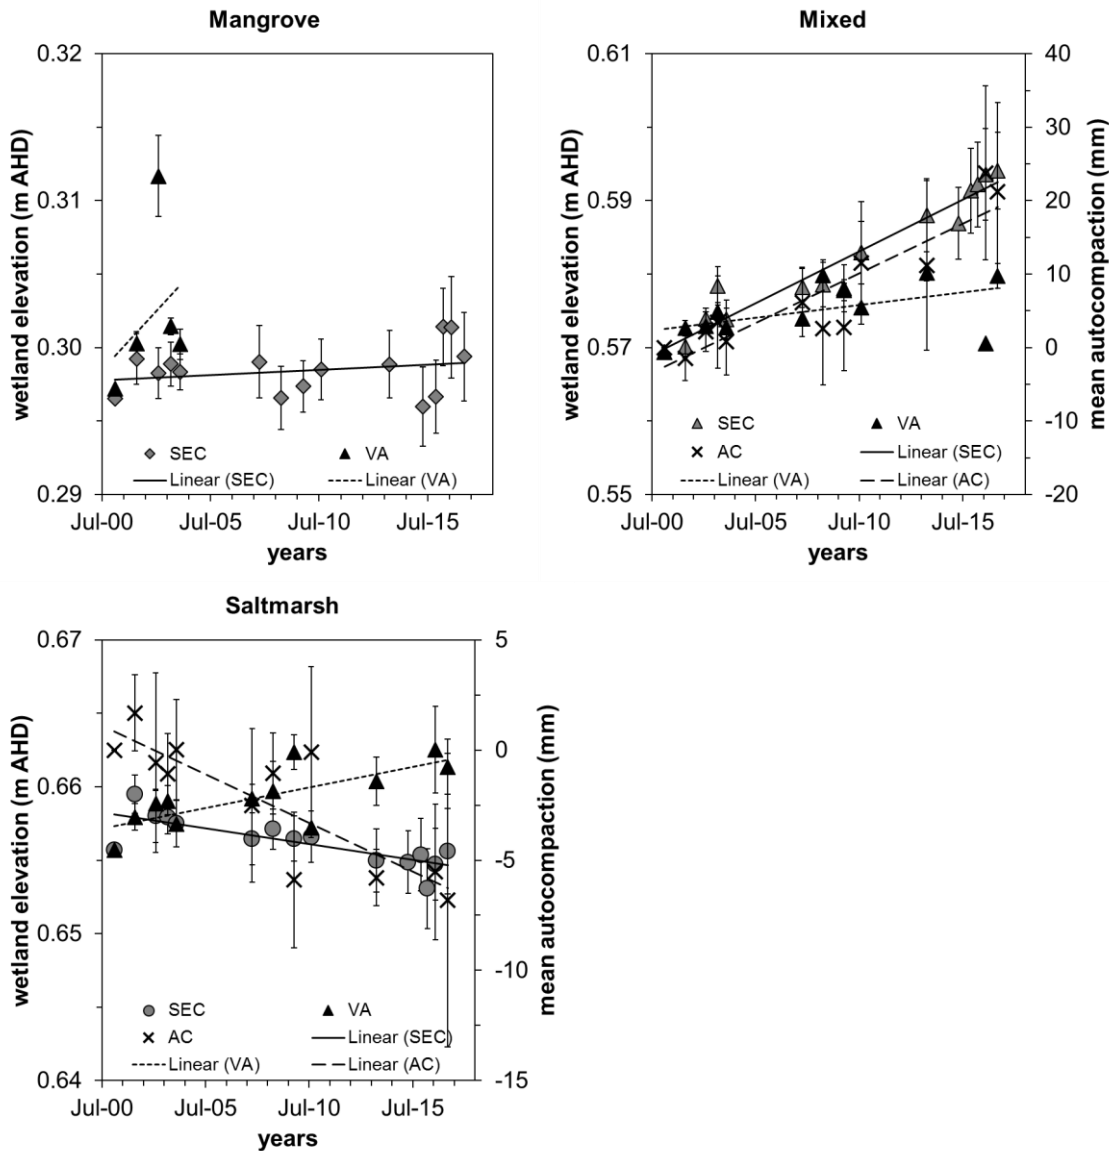 Mangrove
0.32
0.31
0.30
0.29
wetland elevation (m AHD)
SEC
VA
Linear (SEC)
Linear (VA)
Jul-00
Jul-05
Jul-10
Jul-15
years
Mixed
0.61
0.59
0.57
0.55
wetland elevation (m AHD)
40
30
20
10
0
-10
-20
mean autocompaction (mm)
SEC
VA
AC
Linear (SEC)
Linear (VA)
Linear (AC)
Jul-00
Jul-05
Jul-10
Jul-15
years
Saltmarsh
0.67
0.66
0.65
0.64
wetland elevation (m AHD)
5
0
-5
-10
-15
mean autocompaction (mm)
SEC
VA
AC
Linear (SEC)
Linear (VA)
Linear (AC)
Jul-00
Jul-05
Jul-10
Jul-15
years